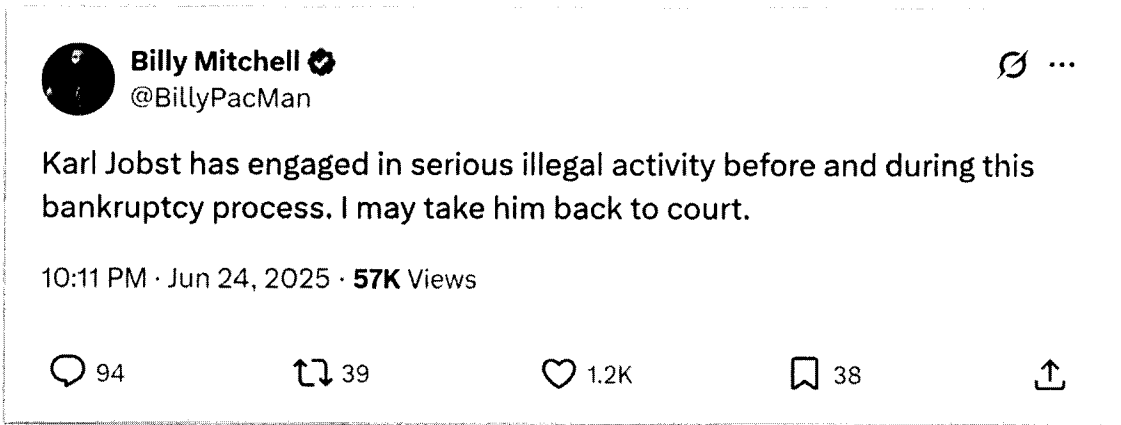 Billy Mitchell
@BillyPacMan
Karl Jobst has engaged in serious illegal activity before and during this
bankruptcy process. I may take him back to court.
10:11 PM · Jun 24, 2025 · 57K Views
94 39 1.2K 38